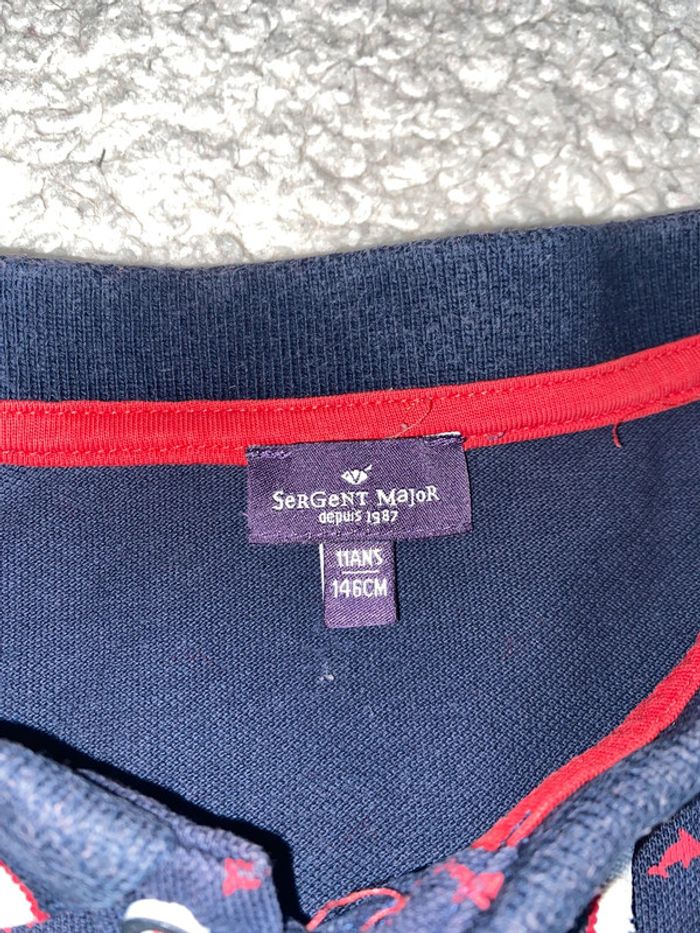 SerGenT MaJoR
depuis 1987
11ANS
146CM